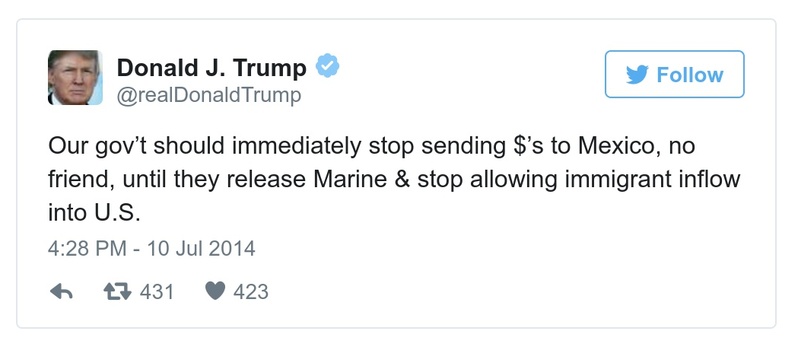 Donald J. Trump
@realDonaldTrump
Follow
Our gov’t should immediately stop sending $’s to Mexico, no
friend, until they release Marine & stop allowing immigrant inflow
into U.S.
4:28 PM - 10 Jul 2014
431 423